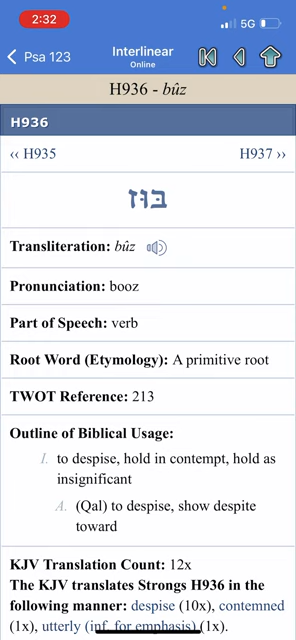 2:32
5G
Psa 123
Interlinear
Online
H936 - bûz
H936
‹‹ H935
H937 ››
בּוּז
Transliteration: bûz
Pronunciation: booz
Part of Speech: verb
Root Word (Etymology): A primitive root
TWOT Reference: 213
Outline of Biblical Usage:
I. to despise, hold in contempt, hold as
insignificant
A. (Qal) to despise, show despite
toward
KJV Translation Count: 12x
The KJV translates Strongs H936 in the
following manner: despise (10x), contemned
(1x), utterly (inf. for emphasis) (1x).